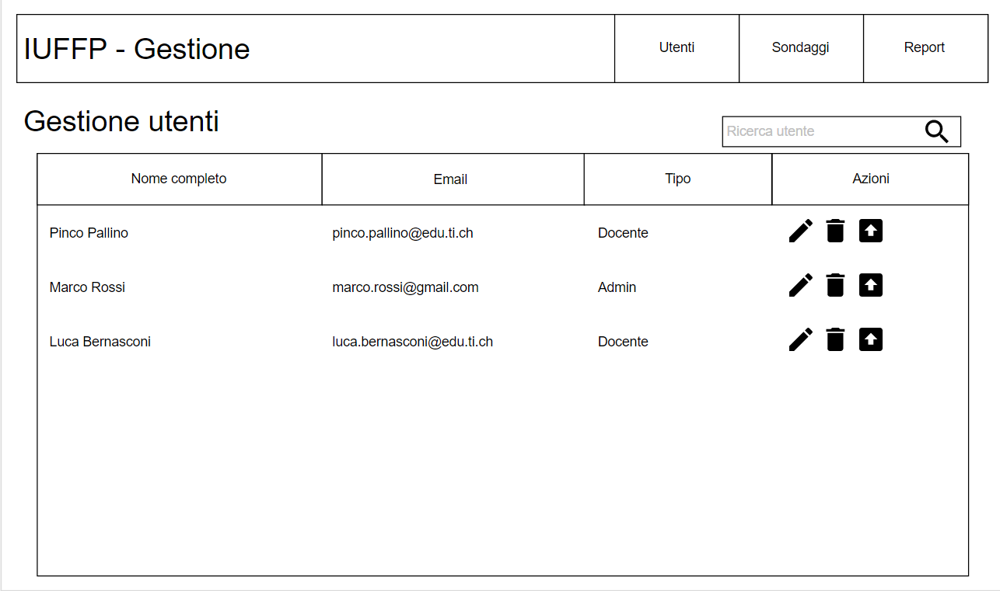 IUFFP - Gestione
Utenti
Sondaggi
Report
Gestione utenti
Ricerca utente
Nome completo
Email
Tipo
Azioni
Pinco Pallino
pinco.pallino@edu.ti.ch
Docente
Marco Rossi
marco.rossi@gmail.com
Admin
Luca Bernasconi
luca.bernasconi@edu.ti.ch
Docente